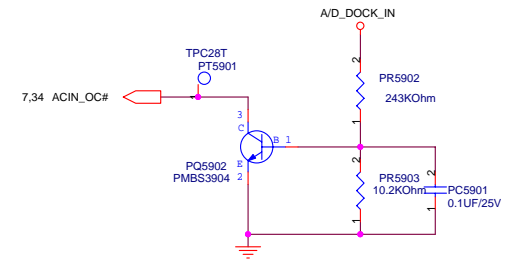 A/D_DOCK_IN
TPC28T
PT5901
2
PR5902
243KOhm
7,34 ACIN_OC#
1
1
3
C
B 1
E
2
PQ5902
PMBS3904
2
PR5903
10.2KOhm
1
2
PC5901
0.1UF/25V
1